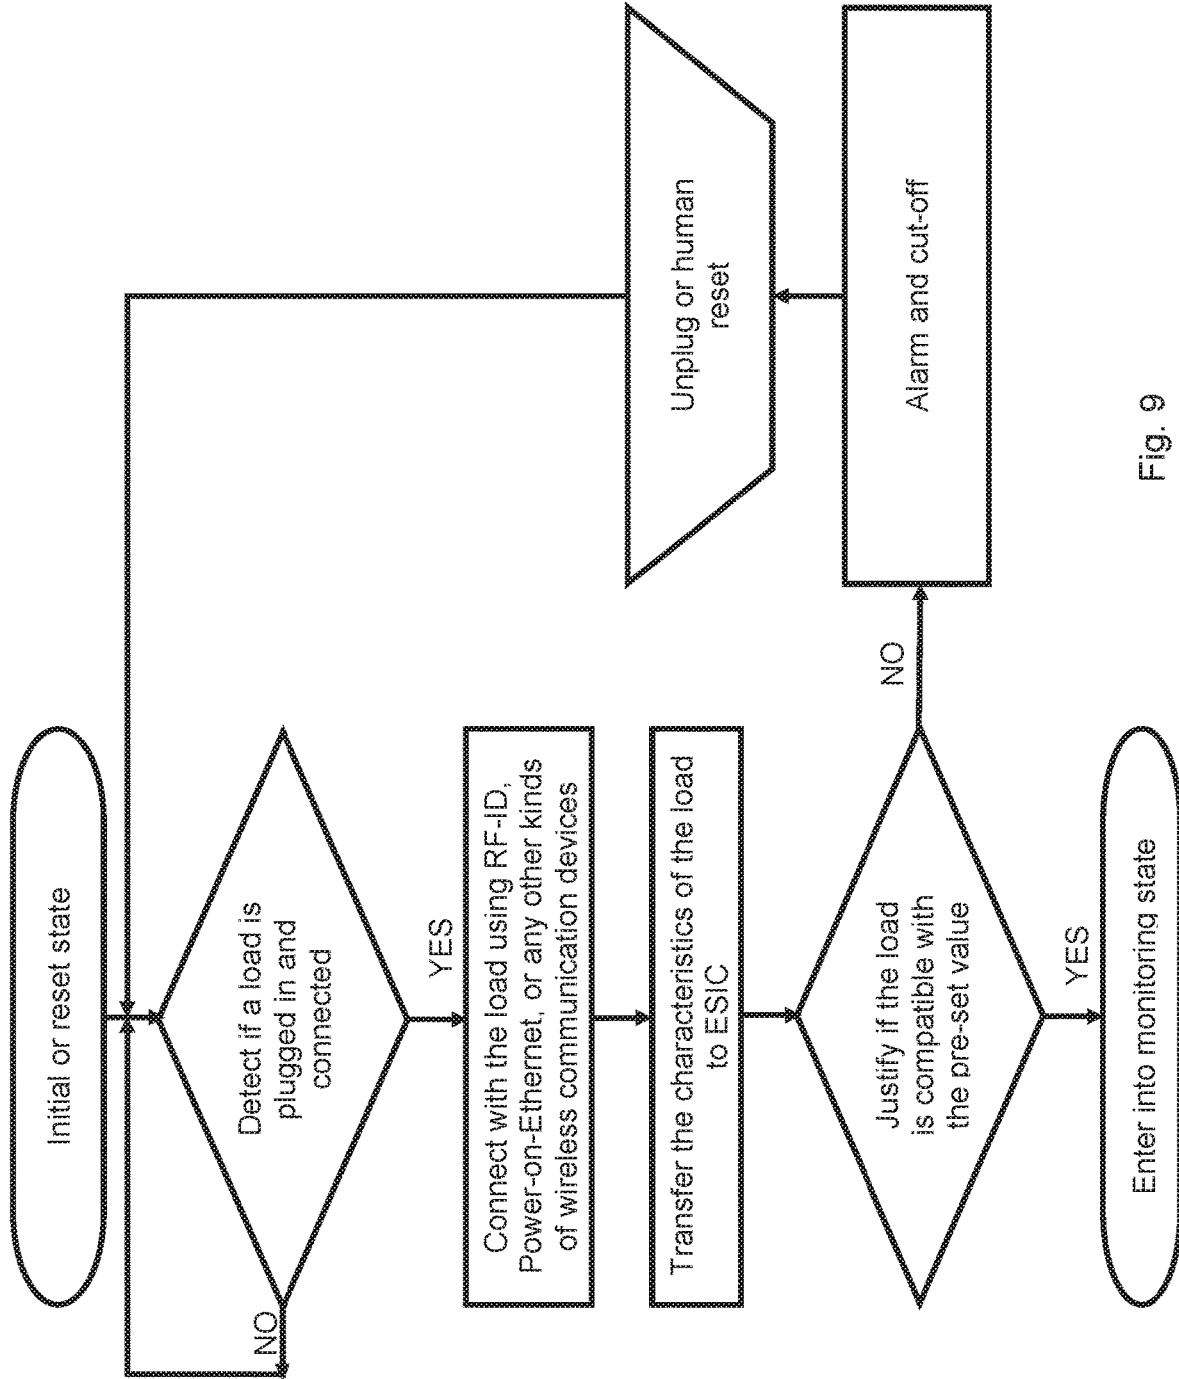 Initial or reset state
Detect if a load is
plugged in and
connected
NO
YES
Connect with the load using RF-ID,
Power-on-Ethernet, or any other kinds
of wireless communication devices
Transfer the characteristics of the load
to ESIC
Justify if the load
is compatible with
the pre-set value
NO
YES
Enter into monitoring state
Unplug or human
reset
Alarm and cut-off
Fig. 9